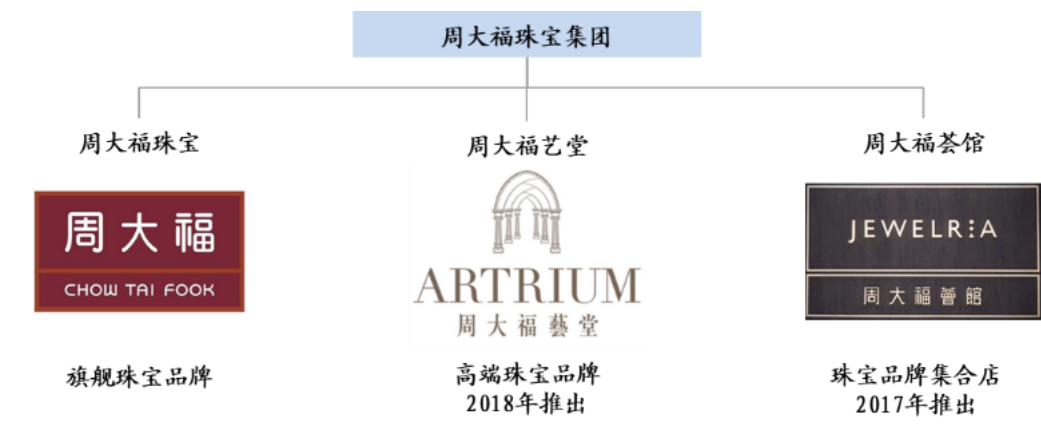 周大福珠宝集团
周大福珠宝
周大福艺堂
周大福荟馆
周大福
CHOW TAI FOOK
ARTRIUM
周大福藝堂
JEWELR:A
周大福薈館
旗舰珠宝品牌
高端珠宝品牌
2018年推出
珠宝品牌集合店
2017年推出